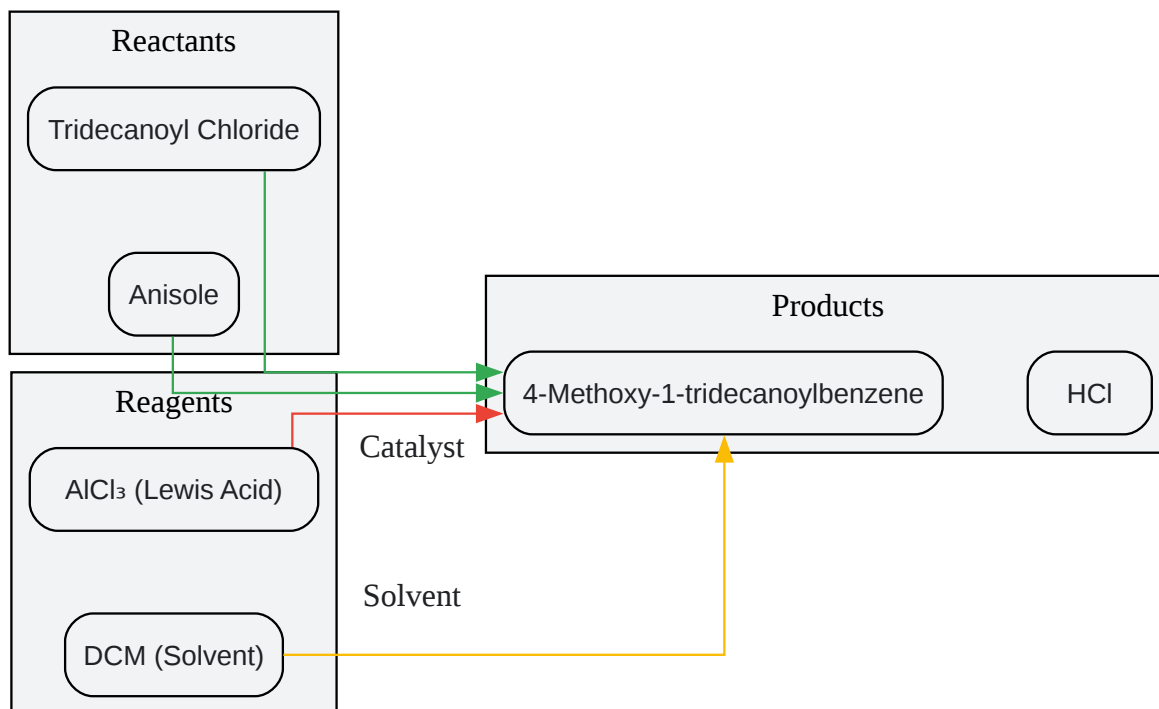 Reactants
Tridecanoyl Chloride
Anisole
Reagents
AlCl₃ (Lewis Acid)
DCM (Solvent)
Catalyst
Solvent
Products
4-Methoxy-1-tridecanoylbenzene
HCl